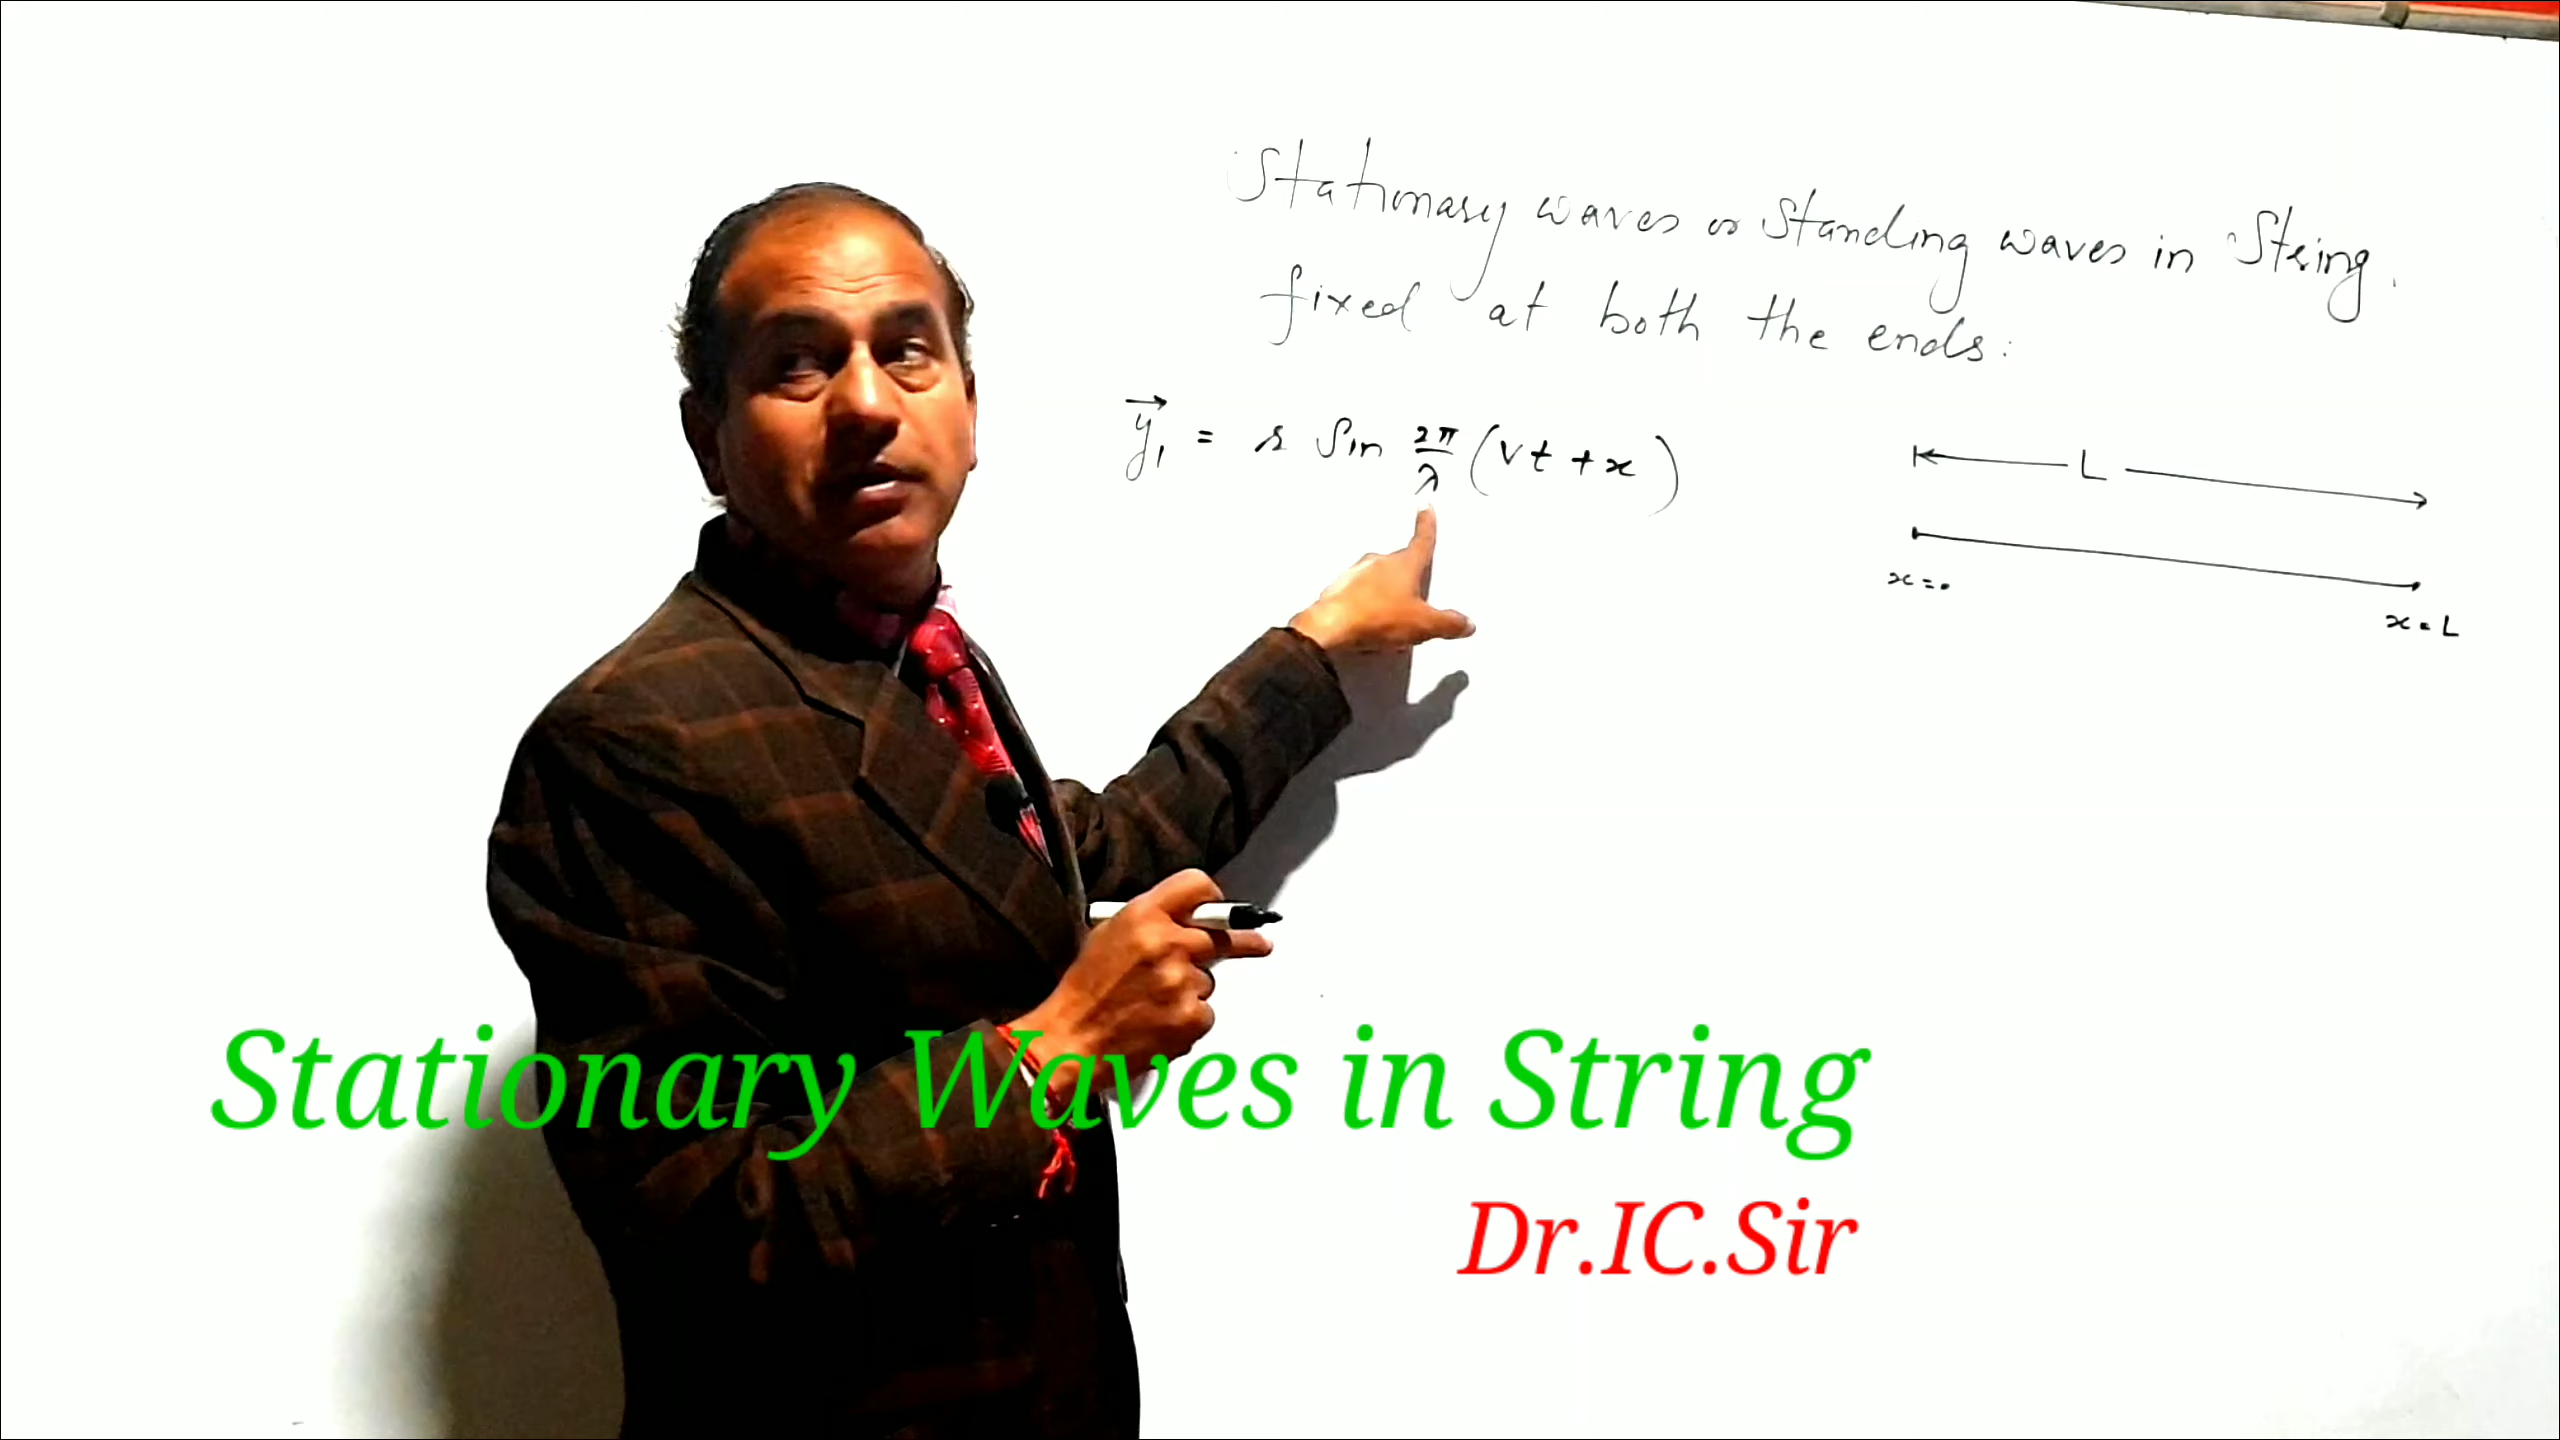 Stationary waves or Standing waves in String
fixed at both the ends:
y₁ = r Sin 2π/λ (vt + x)
L
x = 0
x = L
Stationary Waves in String
Dr.IC.Sir